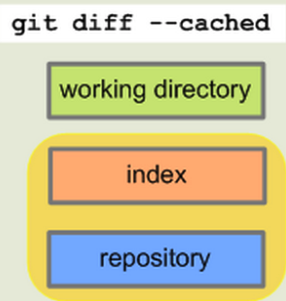 git diff --cached
working directory
index
repository